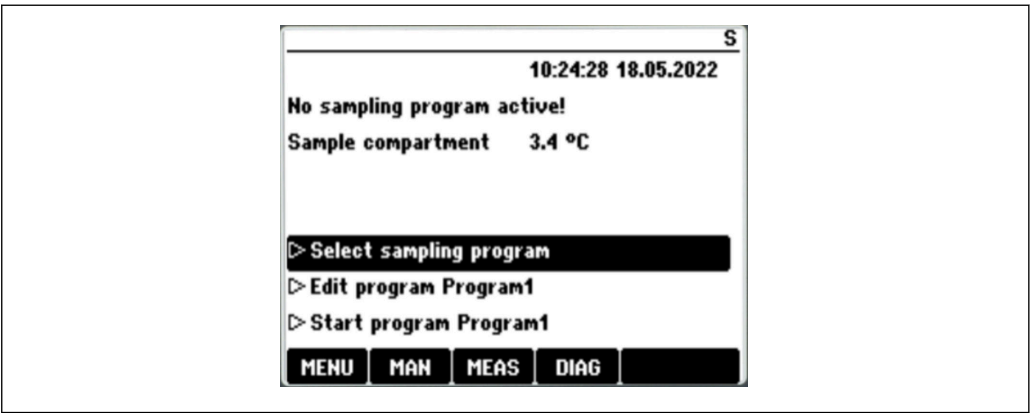 S
10:24:28 18.05.2022
No sampling program active!
Sample compartment 3.4 ºC
▷ Select sampling program
▷ Edit program Program1
▷ Start program Program1
MENU MAN MEAS DIAG